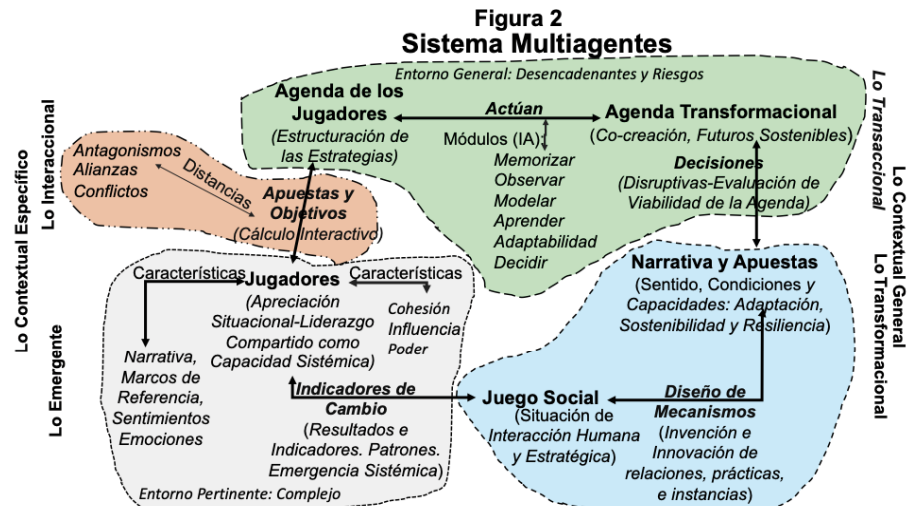 Figura 2
Sistema Multiagentes
Entorno General: Desencadenantes y Riesgos
Agenda de los
Jugadores
(Estructuración de
las Estrategias)
Actúan
Módulos (IA):
Memorizar
Observar
Modelar
Aprender
Adaptabilidad
Decidir
Agenda Transformacional
(Co-creación, Futuros Sostenibles)
Decisiones
(Disruptivas-Evaluación de
Viabilidad de la Agenda)
Lo Transaccional
Lo Contextual General
Lo Transformacional
Lo Contextual Específico
Lo Interaccional
Lo Emergente
Antagonismos
Alianzas
Conflictos
Distancias
Apuestas y
Objetivos
(Cálculo Interactivo)
Características
Jugadores
Características
(Apreciación
Situacional-Liderazgo
Compartido como
Capacidad Sistémica)
Cohesión
Influencia
Poder
Narrativa,
Marcos de
Referencia,
Sentimientos
Emociones
Indicadores de
Cambio
(Resultados e
Indicadores. Patrones.
Emergencia Sistémica)
Entorno Pertinente: Complejo
Narrativa y Apuestas
(Sentido, Condiciones y
Capacidades: Adaptación,
Sostenibilidad y Resiliencia)
Juego Social
(Situación de
Interacción Humana
y Estratégica)
Diseño de
Mecanismos
(Invención e
Innovación de
relaciones, prácticas,
e instancias)